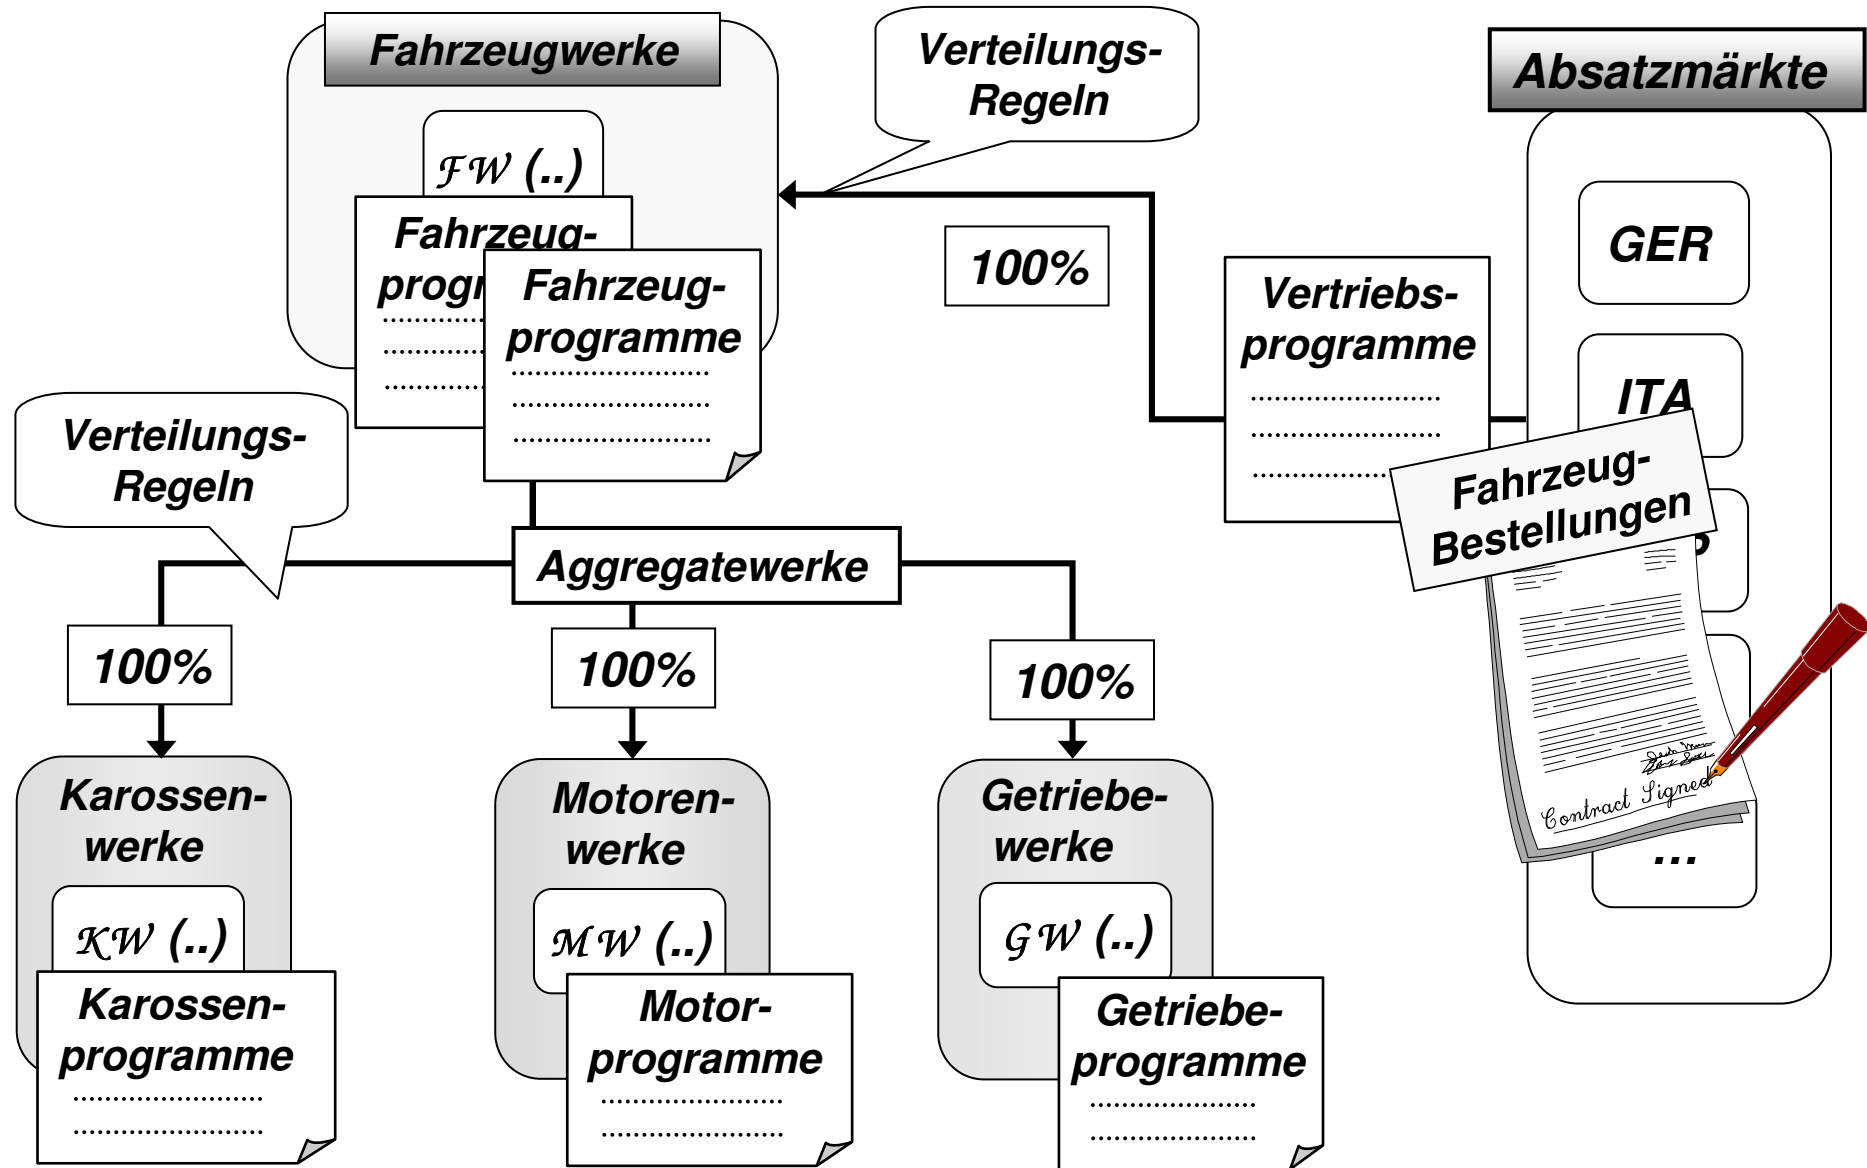 Fahrzeugwerke
Verteilungs-
Regeln
Absatzmärkte
FW (..)
Fahrzeug-
Fahrzeug-
programme
100%
GER
Vertriebs-
programme
ITA
Verteilungs-
Regeln
Fahrzeug-
Bestellungen
Aggregatewerke
100%
100%
100%
Contract Signed
...
Karossen-
werke
Motoren-
werke
Getriebe-
werke
KW (..)
MW (..)
GW (..)
Karossen-
programme
Motor-
programme
Getriebe-
programme